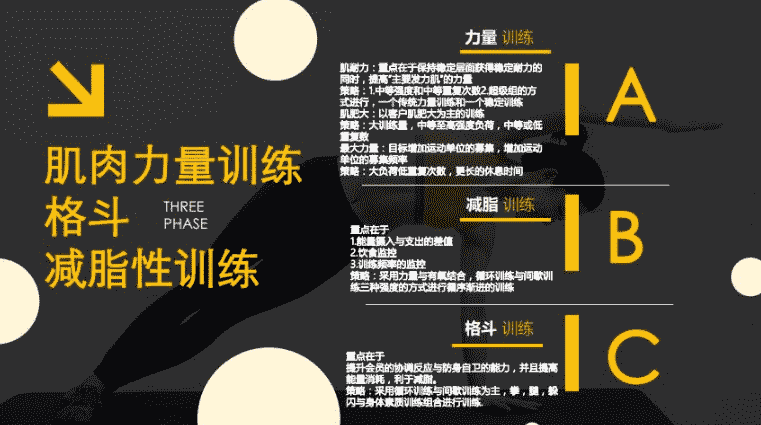 肌肉力量训练
格斗
THREE
PHASE
减脂性训练
力量 训练
肌耐力：重点在于保持稳定层面获得稳定耐力的
同时，提高“主要发力肌”的力量
策略：1.中等强度和中等重复次数2.超级组的方
式进行，一个传统力量训练和一个稳定训练
肌肥大：以客户肌肥大为主的训练
策略：大训练量，中等至高强度负荷，中等或低
重复数
最大力量：目标增加运动单位的募集，增加运动
单位的募集频率
策略：大负荷低重复次数，更长的休息时间
A
减脂 训练
重点在于
1.能量摄入与支出的差值
2.饮食监控
3.训练频率的监控
策略：采用力量与有氧结合，循环训练与间歇训
练三种强度的方式进行循序渐进的训练
B
格斗 训练
重点在于
提升会员的协调反应与防身自卫的能力，并且提高
能量消耗，利于减脂。
策略：采用循环训练与间歇训练为主，拳，腿，躲
闪与身体素质训练组合进行训练.
C